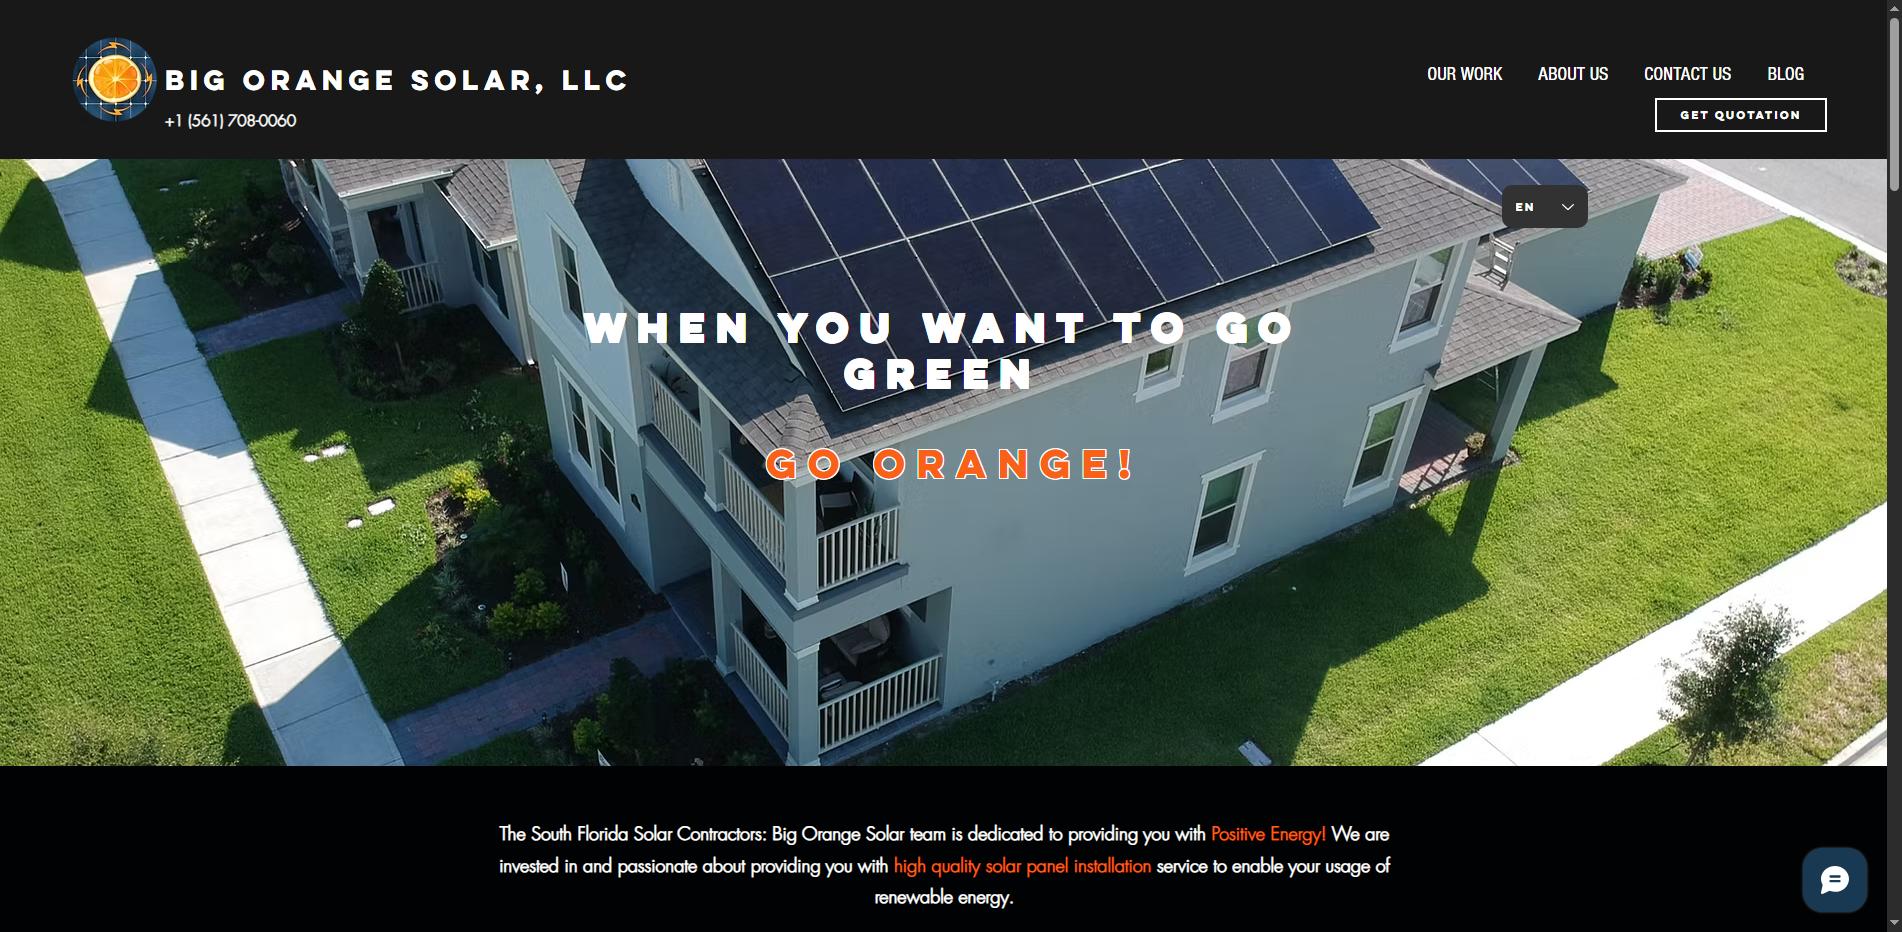 BIG ORANGE SOLAR, LLC
+1 (561) 708-0060
OUR WORK ABOUT US CONTACT US BLOG
GET QUOTATION
EN
WHEN YOU WANT TO GO
GREEN
GO ORANGE!
The South Florida Solar Contractors: Big Orange Solar team is dedicated to providing you with Positive Energy! We are
invested in and passionate about providing you with high quality solar panel installation service to enable your usage of
renewable energy.